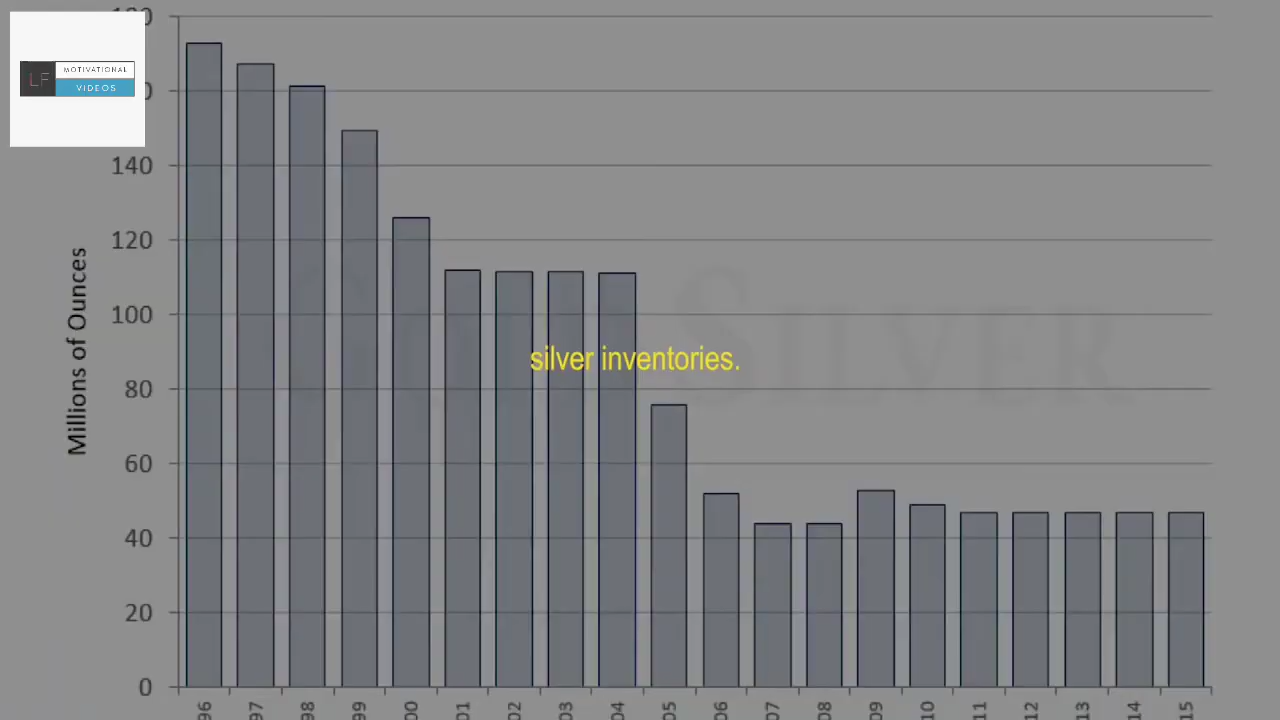 LF
MOTIVATIONAL
VIDEOS
140
120
100
80
60
40
20
0
Millions of Ounces
GoldSilver
silver inventories.
96 97 98 99 00 01 02 03 04 05 06 07 08 09 10 11 12 13 14 15